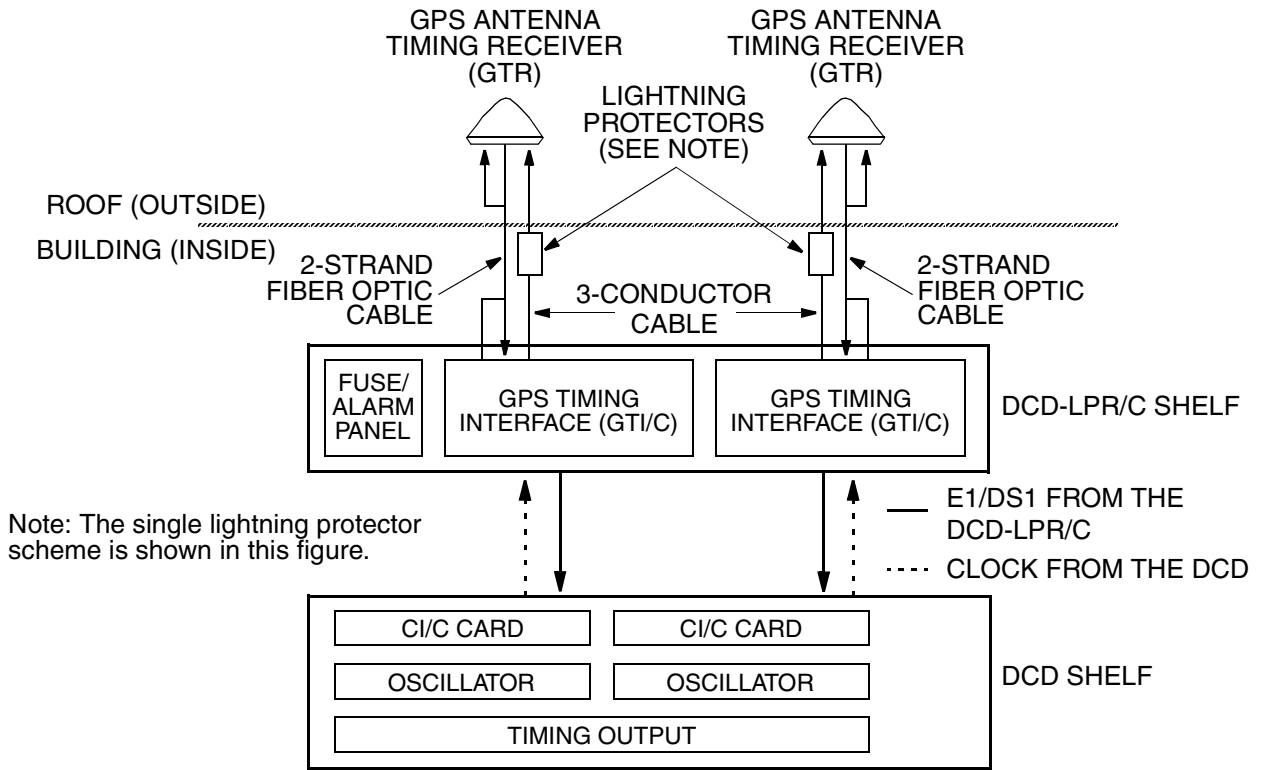 GPS ANTENNA
TIMING RECEIVER
(GTR)
GPS ANTENNA
TIMING RECEIVER
(GTR)
LIGHTNING
PROTECTORS
(SEE NOTE)
ROOF (OUTSIDE)
BUILDING (INSIDE)
2-STRAND
FIBER OPTIC
CABLE
3-CONDUCTOR
CABLE
2-STRAND
FIBER OPTIC
CABLE
FUSE/
ALARM
PANEL
GPS TIMING
INTERFACE (GTI/C)
GPS TIMING
INTERFACE (GTI/C)
DCD-LPR/C SHELF
Note: The single lightning protector
scheme is shown in this figure.
E1/DS1 FROM THE
DCD-LPR/C
CLOCK FROM THE DCD
CI/C CARD
CI/C CARD
OSCILLATOR
OSCILLATOR
TIMING OUTPUT
DCD SHELF